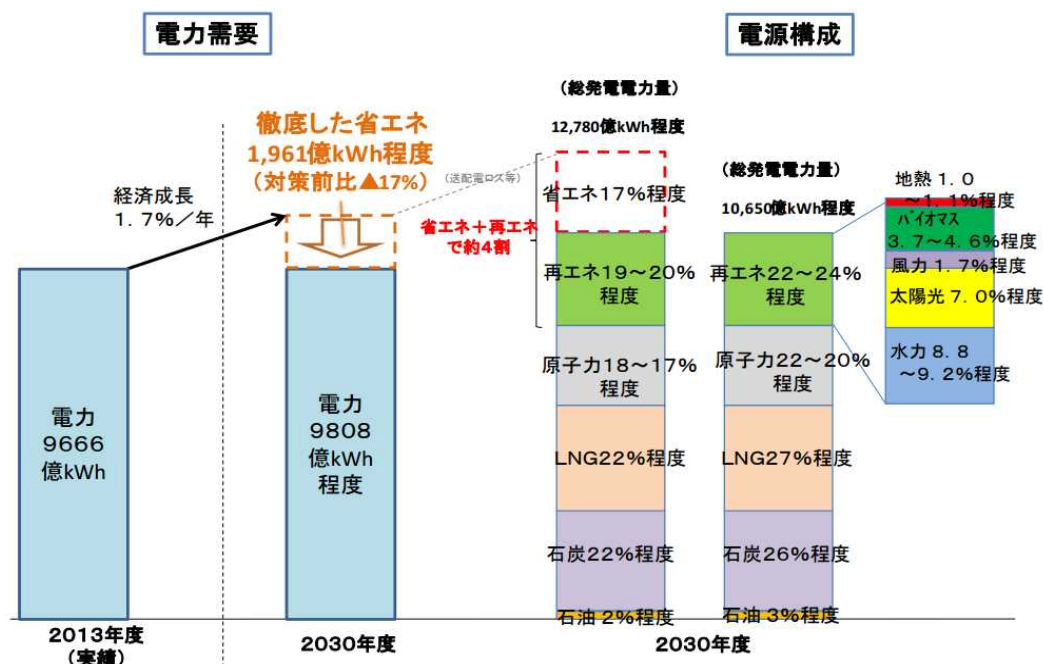 電力需要
電源構成
徹底した省エネ
1,961億kWh程度
(対策前比▲17%)
経済成長
1.7%/年
(送配電ロス等)
電力
9666
億kWh
電力
9808
億kWh
程度
2013年度
(実績)
2030年度
(総発電電力量)
12,780億kWh程度
省エネ17%程度
省エネ+再エネ
で約4割
再エネ19~20%
程度
原子力18~17%
程度
LNG22%程度
石炭22%程度
石油2%程度
(総発電電力量)
10,650億kWh程度
再エネ22~24%
程度
原子力22~20%
程度
LNG27%程度
石炭26%程度
石油3%程度
2030年度
地熱1.0
~1.1%程度
バイオマス
3.7~4.6%程度
風力1.7%程度
太陽光7.0%程度
水力8.8
~9.2%程度